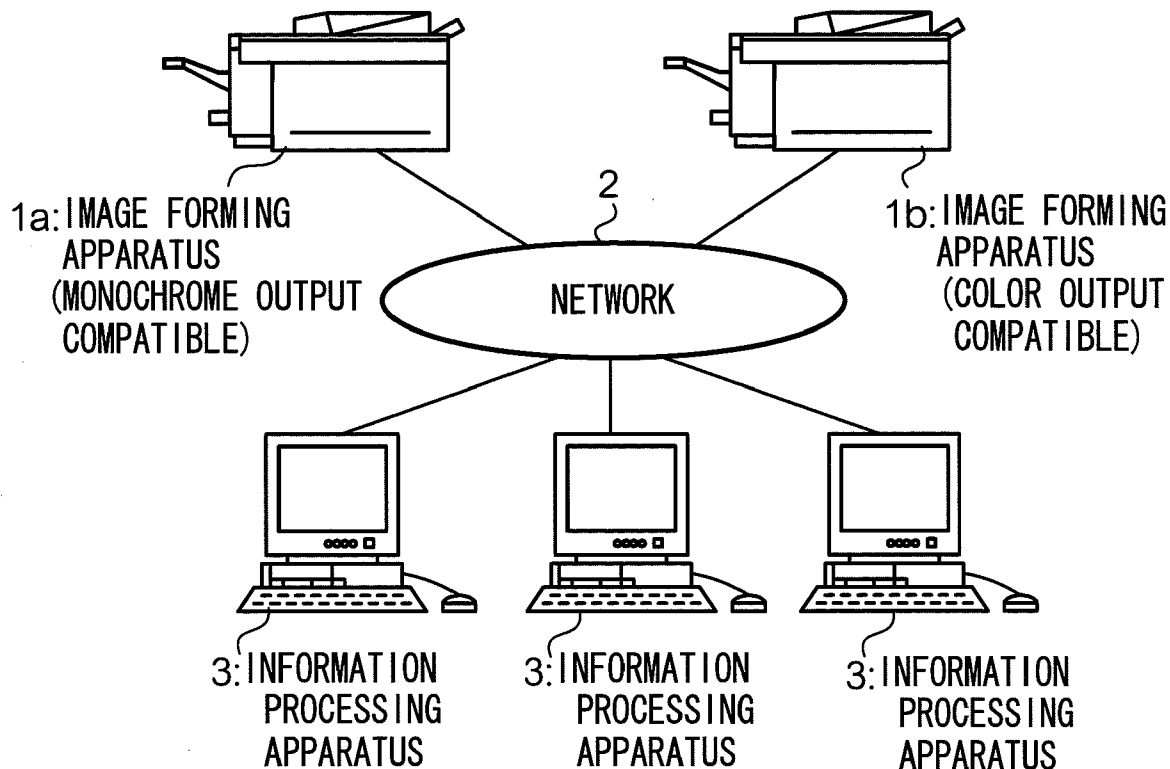 1a: IMAGE FORMING
APPARATUS
(MONOCHROME OUTPUT
COMPATIBLE)
2
NETWORK
1b: IMAGE FORMING
APPARATUS
(COLOR OUTPUT
COMPATIBLE)
3: INFORMATION
PROCESSING
APPARATUS
3: INFORMATION
PROCESSING
APPARATUS
3: INFORMATION
PROCESSING
APPARATUS